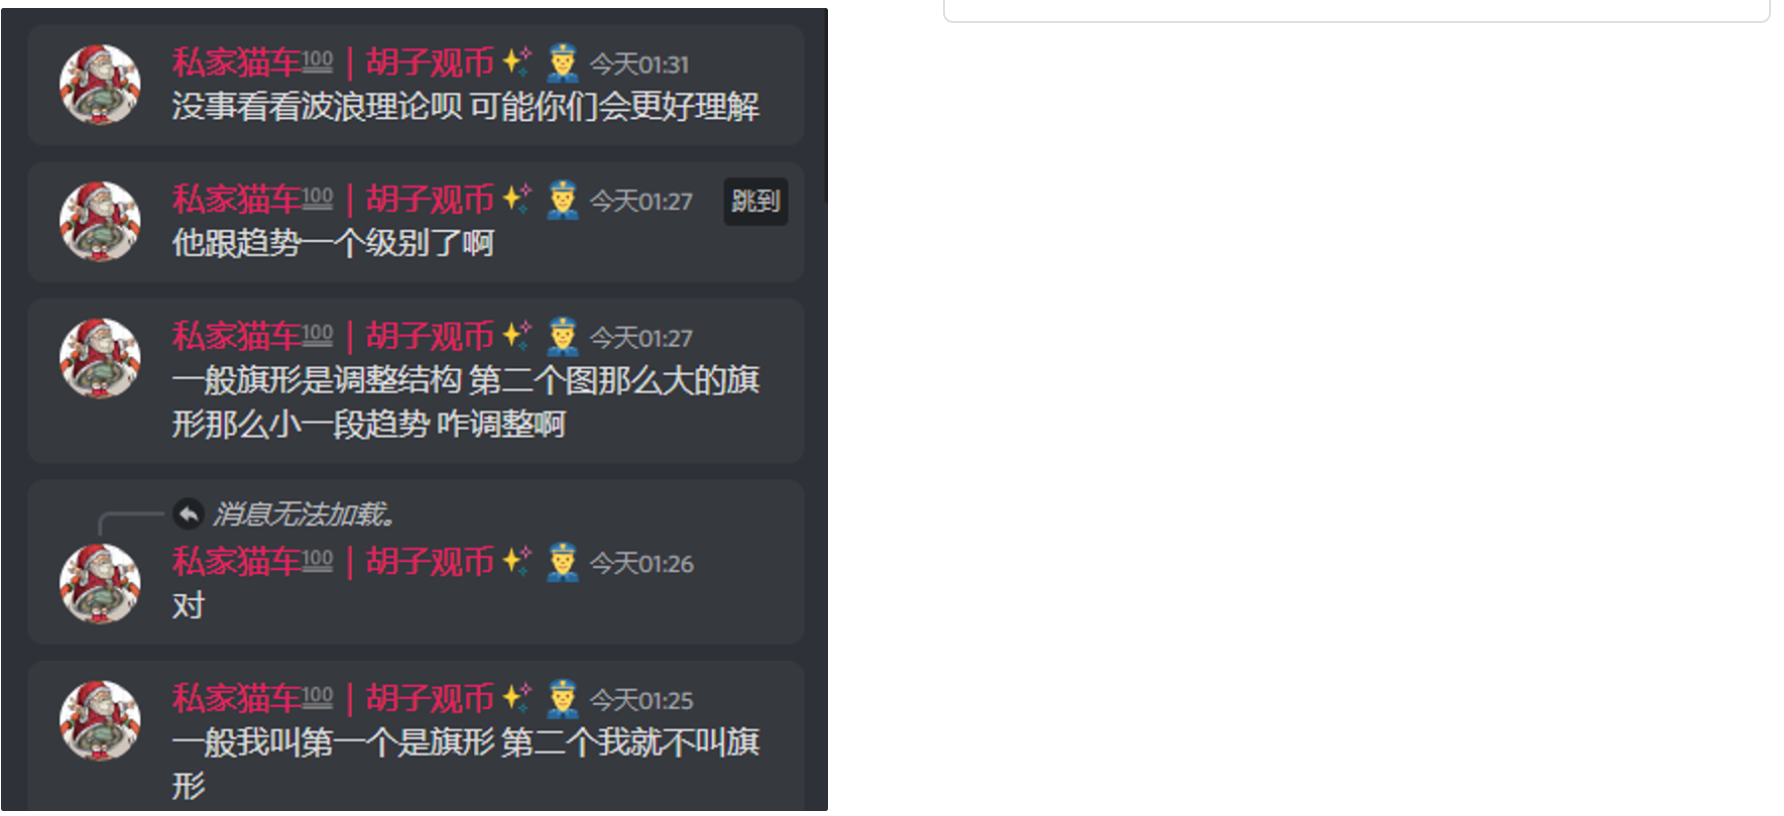 私家猫车100 | 胡子观币✨ 👮 今天01:31
没事看看波浪理论呗 可能你们会更好理解
私家猫车100 | 胡子观币✨ 👮 今天01:27 跳到
他跟趋势一个级别了啊
私家猫车100 | 胡子观币✨ 👮 今天01:27
一般旗形是调整结构 第二个图那么大的旗
形那么小一段趋势 咋调整啊
消息无法加载。
私家猫车100 | 胡子观币✨ 👮 今天01:26
对
私家猫车100 | 胡子观币✨ 👮 今天01:25
一般我叫第一个是旗形 第二个我就不叫旗
形